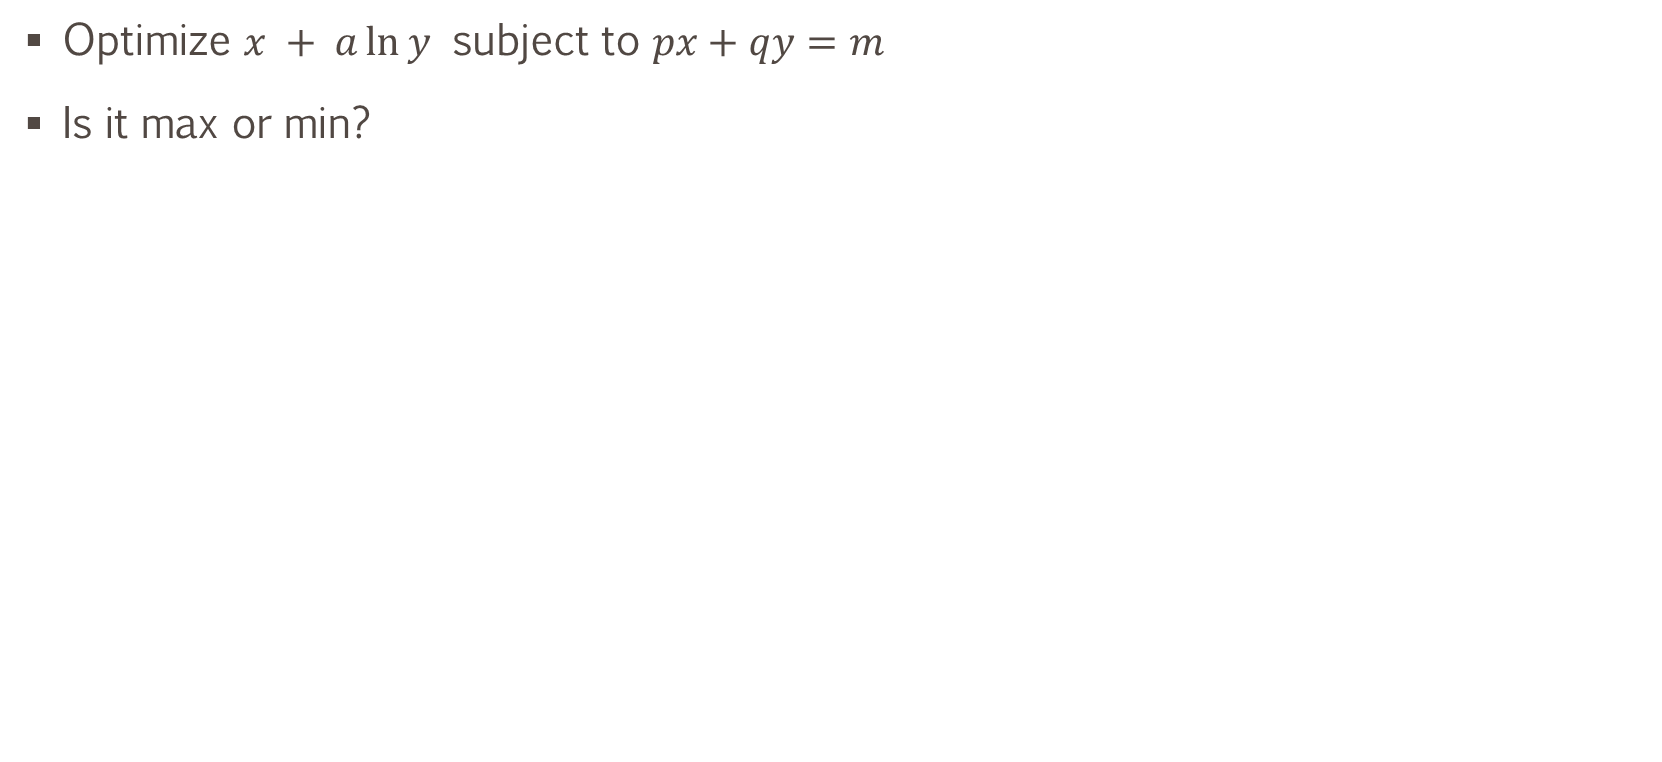 ▪ Optimize x + a ln y subject to px + qy = m
▪ Is it max or min?